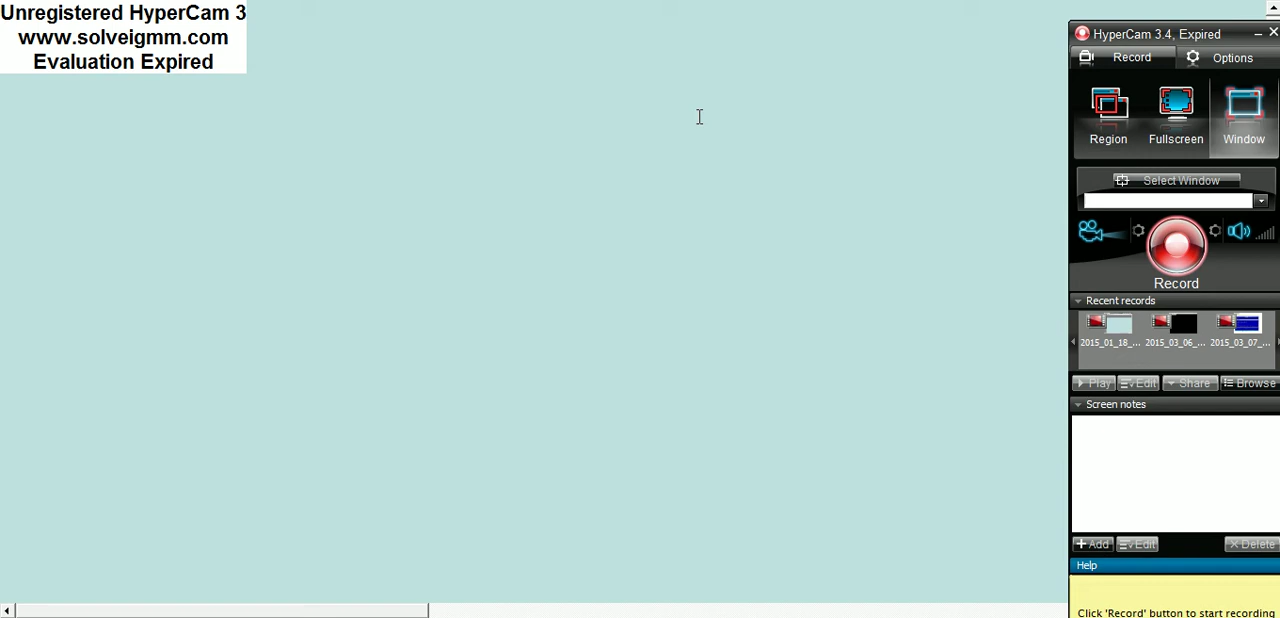 Unregistered HyperCam 3
www.solveigmm.com
Evaluation Expired
HyperCam 3.4, Expired
Record
Options
Region
Fullscreen
Window
Select Window
Record
Recent records
2015_01_18_...
2015_03_06_...
2015_03_07_...
Play
Edit
Share
Browse
Screen notes
Add
Edit
Delete
Help
Click 'Record' button to start recording